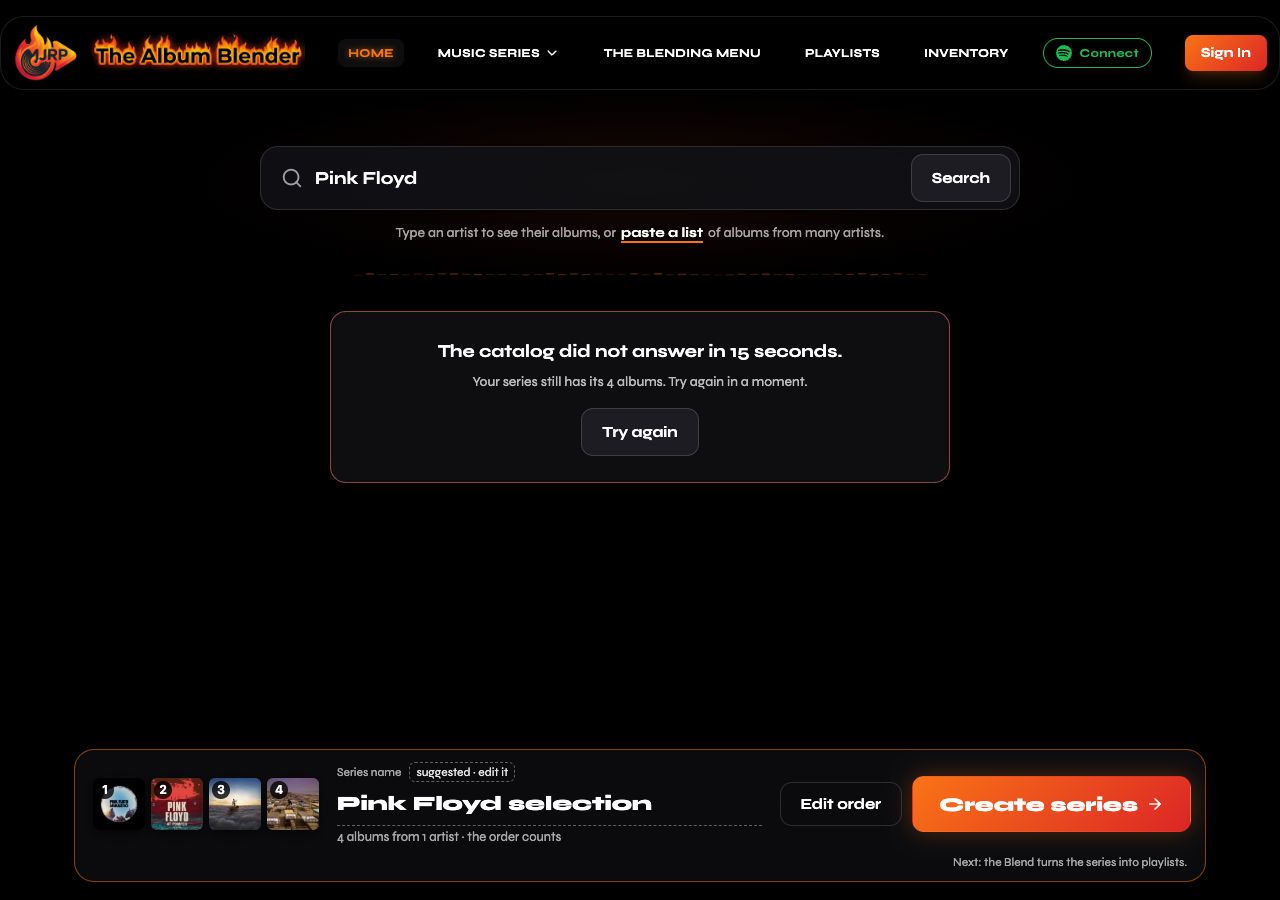 MJRP The Album Blender HOME MUSIC SERIES THE BLENDING MENU PLAYLISTS INVENTORY Connect Sign In
Pink Floyd Search
Type an artist to see their albums, or paste a list of albums from many artists.
The catalog did not answer in 15 seconds.
Your series still has its 4 albums. Try again in a moment.
Try again
Series name suggested · edit it
1 2 3 4
PINK FLOYD
Pink Floyd selection
4 albums from 1 artist · the order counts
Edit order
Create series →
Next: the Blend turns the series into playlists.